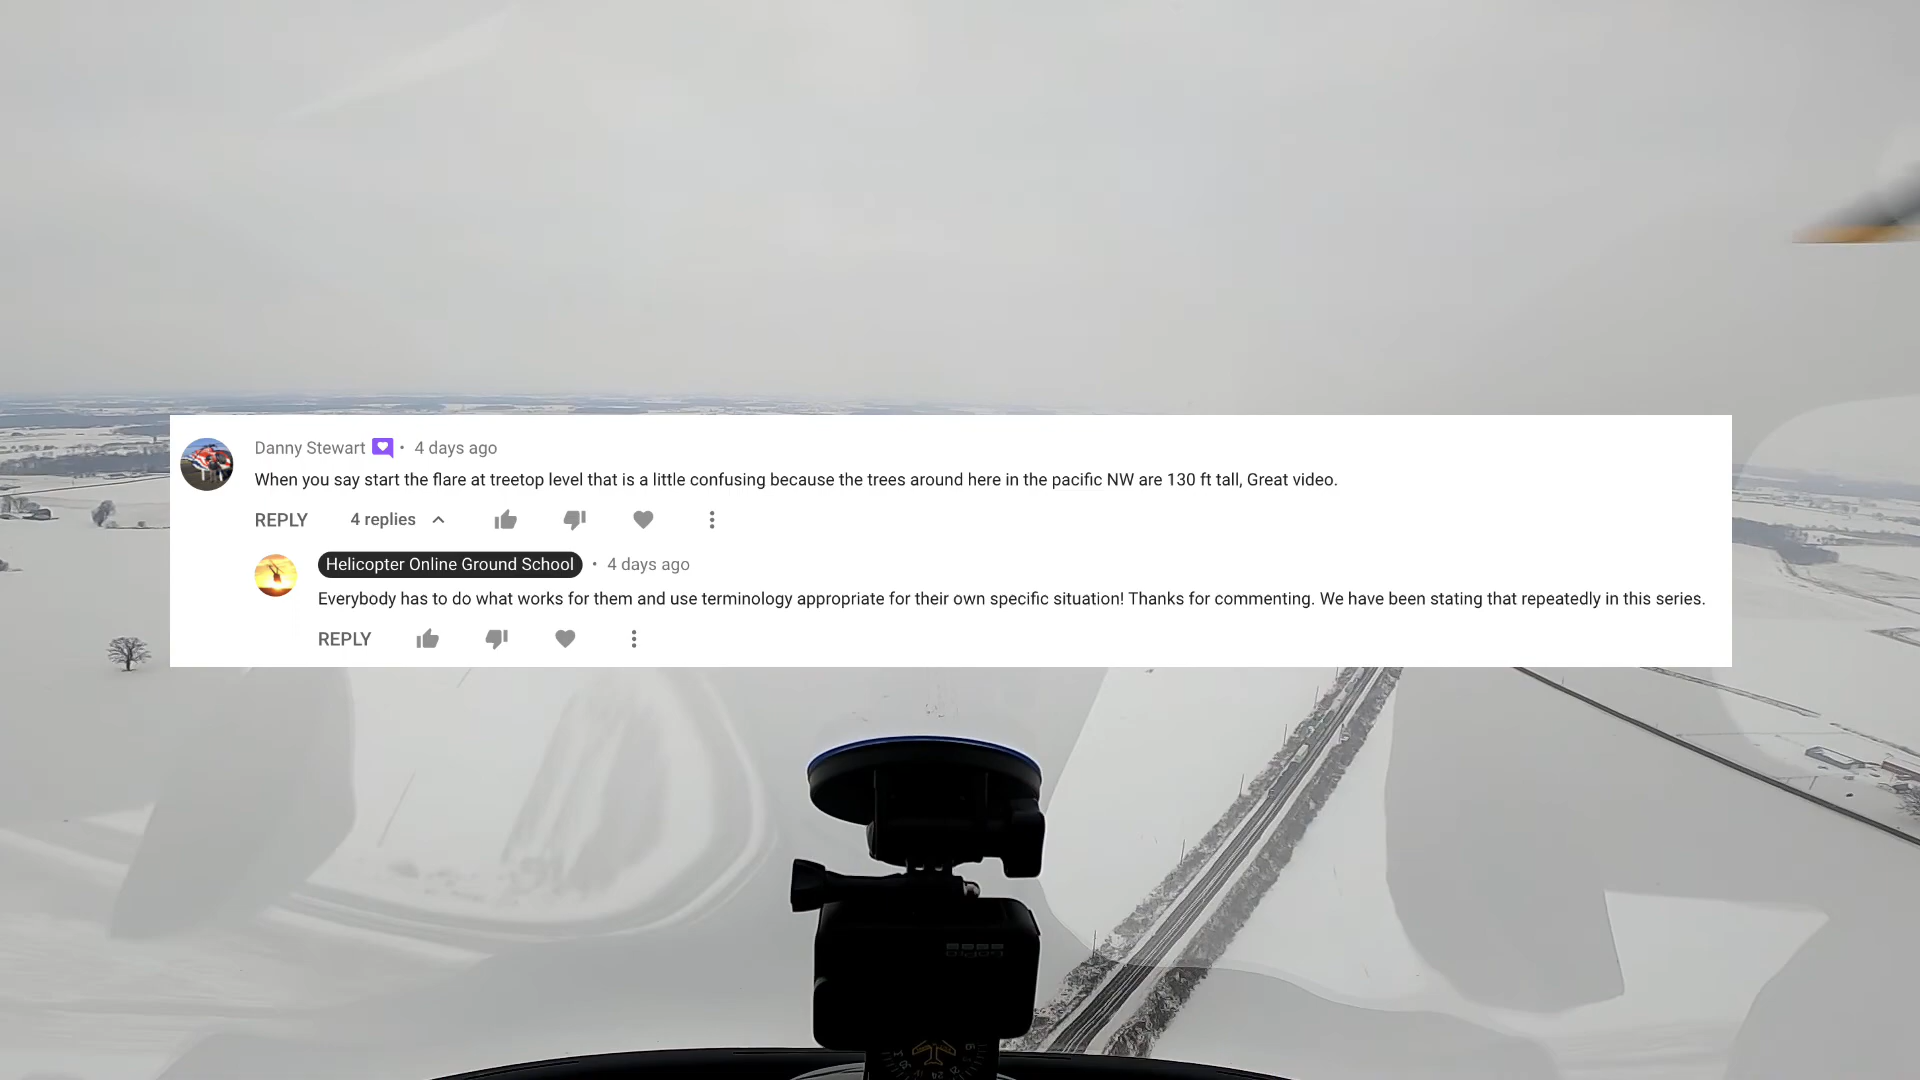 Danny Stewart • 4 days ago
When you say start the flare at treetop level that is a little confusing because the trees around here in the pacific NW are 130 ft tall, Great video.
REPLY 4 replies
Helicopter Online Ground School • 4 days ago
Everybody has to do what works for them and use terminology appropriate for their own specific situation! Thanks for commenting. We have been stating that repeatedly in this series.
REPLY
GoPro